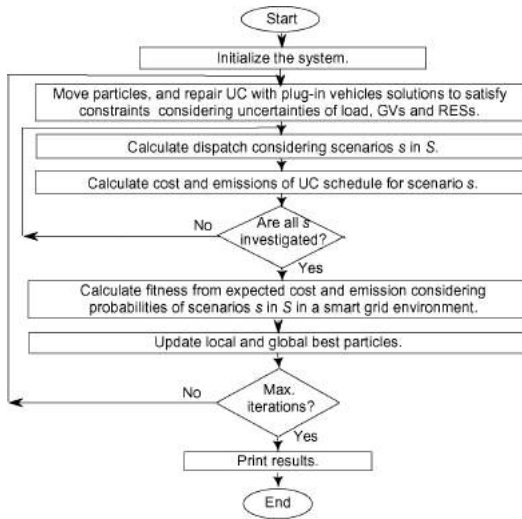 Start
Initialize the system.
Move particles, and repair UC with plug-in vehicles solutions to satisfy
constraints considering uncertainties of load, GVs and RESs.
Calculate dispatch considering scenarios s in S.
Calculate cost and emissions of UC schedule for scenario s.
No
Are all s
investigated?
Yes
Calculate fitness from expected cost and emission considering
probabilities of scenarios s in S in a smart grid environment.
Update local and global best particles.
No
Max.
iterations?
Yes
Print results.
End